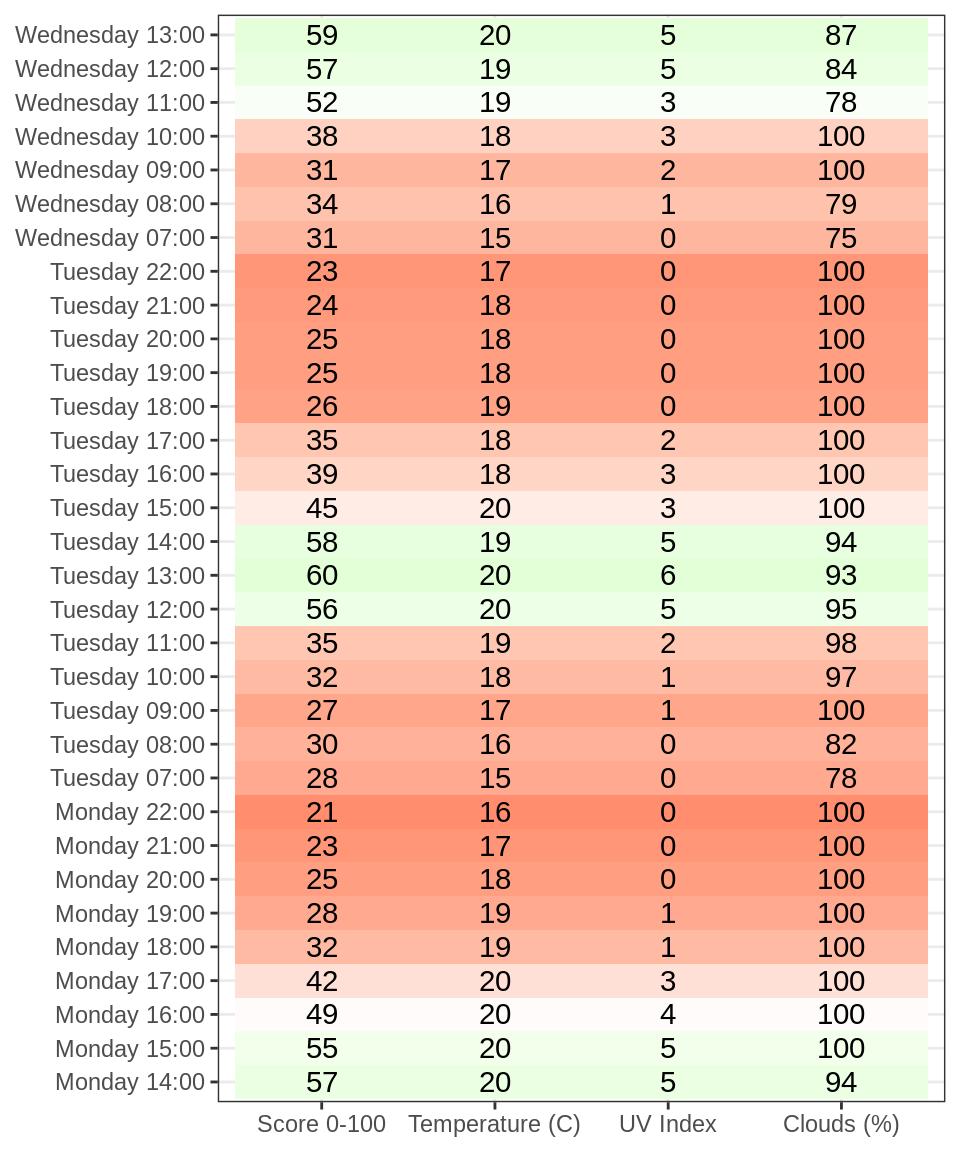 Wednesday 13:00 59 20 5 87
Wednesday 12:00 57 19 5 84
Wednesday 11:00 52 19 3 78
Wednesday 10:00 38 18 3 100
Wednesday 09:00 31 17 2 100
Wednesday 08:00 34 16 1 79
Wednesday 07:00 31 15 0 75
Tuesday 22:00 23 17 0 100
Tuesday 21:00 24 18 0 100
Tuesday 20:00 25 18 0 100
Tuesday 19:00 25 18 0 100
Tuesday 18:00 26 19 0 100
Tuesday 17:00 35 18 2 100
Tuesday 16:00 39 18 3 100
Tuesday 15:00 45 20 3 100
Tuesday 14:00 58 19 5 94
Tuesday 13:00 60 20 6 93
Tuesday 12:00 56 20 5 95
Tuesday 11:00 35 19 2 98
Tuesday 10:00 32 18 1 97
Tuesday 09:00 27 17 1 100
Tuesday 08:00 30 16 0 82
Tuesday 07:00 28 15 0 78
Monday 22:00 21 16 0 100
Monday 21:00 23 17 0 100
Monday 20:00 25 18 0 100
Monday 19:00 28 19 1 100
Monday 18:00 32 19 1 100
Monday 17:00 42 20 3 100
Monday 16:00 49 20 4 100
Monday 15:00 55 20 5 100
Monday 14:00 57 20 5 94
Score 0-100 Temperature (C) UV Index Clouds (%)